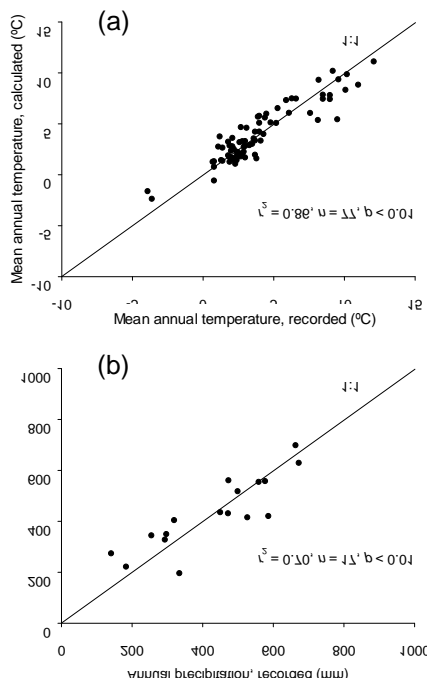 (a)
Mean annual temperature, calculated (ºC)
15
10
5
0
-5
-10
1:1
r2 = 0.86, n = 77, p < 0.01
-10 0 5 10 15
Mean annual temperature, recorded (ºC)
(b)
1000
800
600
400
200
0
1:1
r2 = 0.70, n = 17, p < 0.01
0 200 400 600 800 1000
Annual precipitation, recorded (mm)